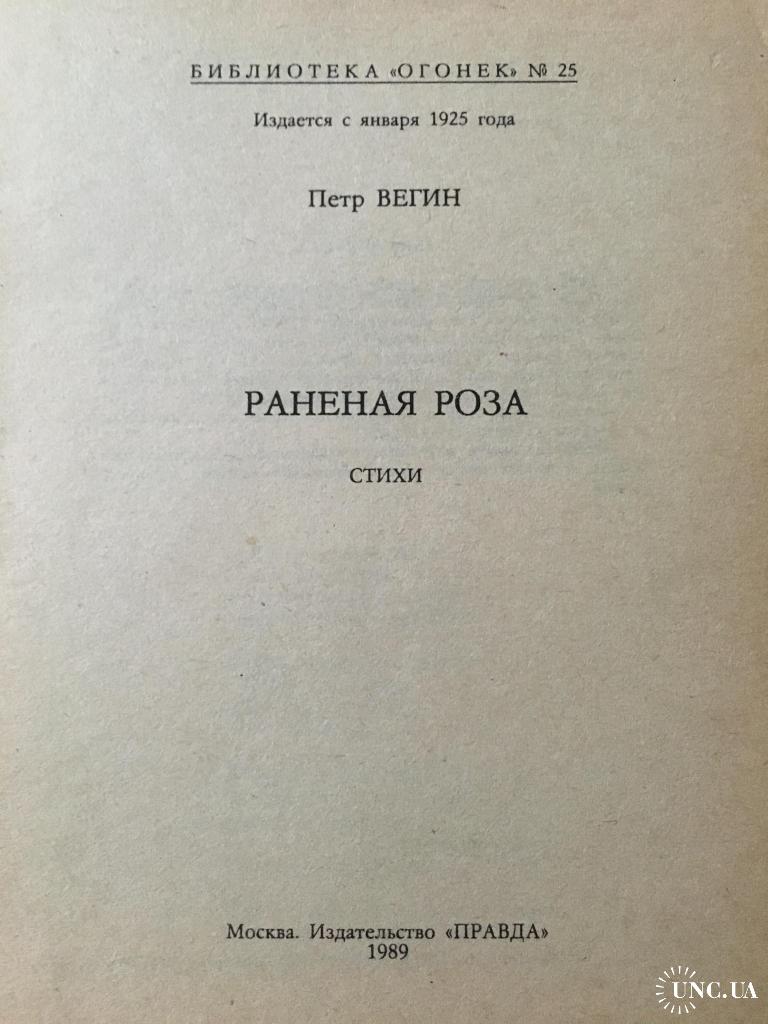 БИБЛИОТЕКА «ОГОНЕК» № 25
Издается с января 1925 года
Петр ВЕГИН
РАНЕНАЯ РОЗА
СТИХИ
Москва. Издательство «ПРАВДА»
1989
UNC.UA